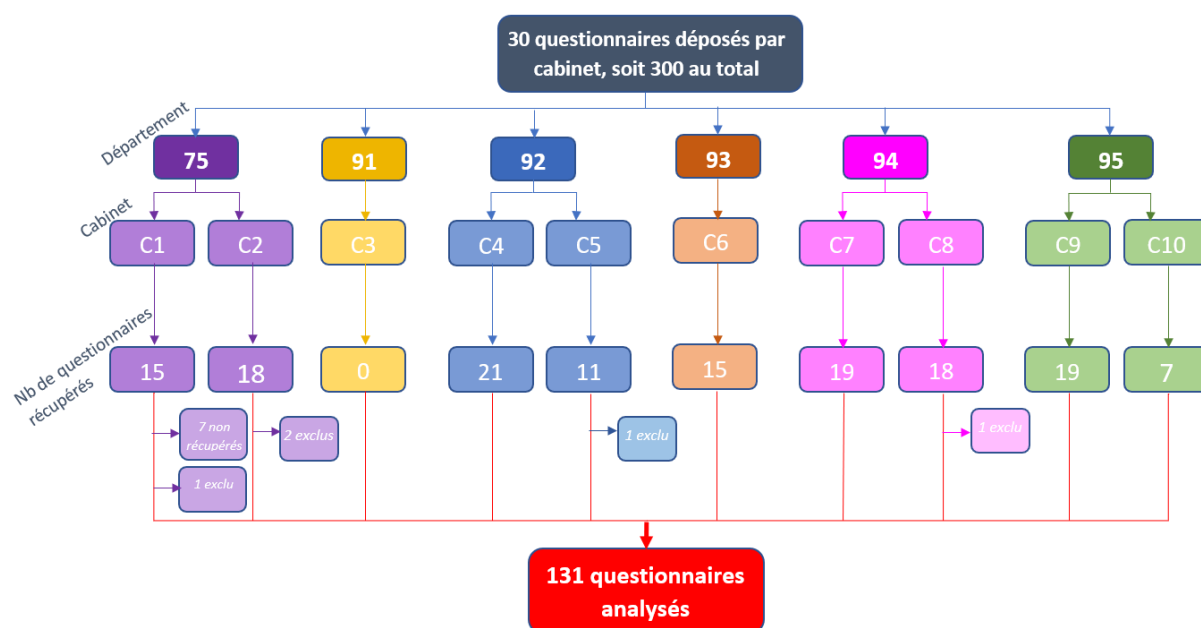 30 questionnaires déposés par
cabinet, soit 300 au total
Département
75
91
92
93
94
95
Cabinet
C1
C2
C3
C4
C5
C6
C7
C8
C9
C10
Nb de questionnaires
récupérés
15
18
0
21
11
15
19
18
19
7
7 non
récupérés
2 exclus
1 exclu
1 exclu
1 exclu
131 questionnaires
analysés